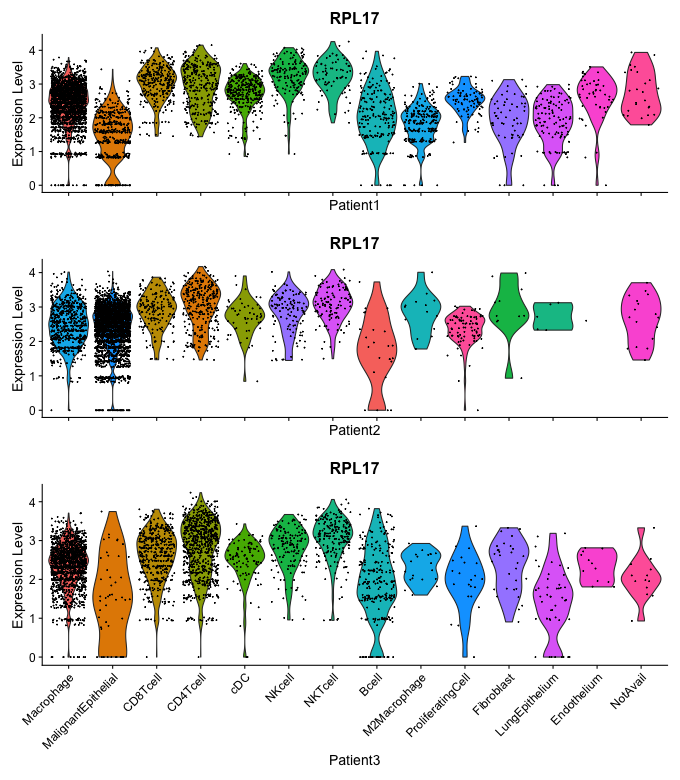 RPL17
Expression Level
4
3
2
1
0
Patient1
RPL17
Expression Level
4
3
2
1
0
Patient2
RPL17
Expression Level
4
3
2
1
0
Macrophage
MalignantEpithelial
CD8Tcell
CD4Tcell
cDC
NKcell
NKTcell
Bcell
M2Macrophage
ProliferatingCell
Fibroblast
LungEpithelium
Endothelium
NotAvail
Patient3